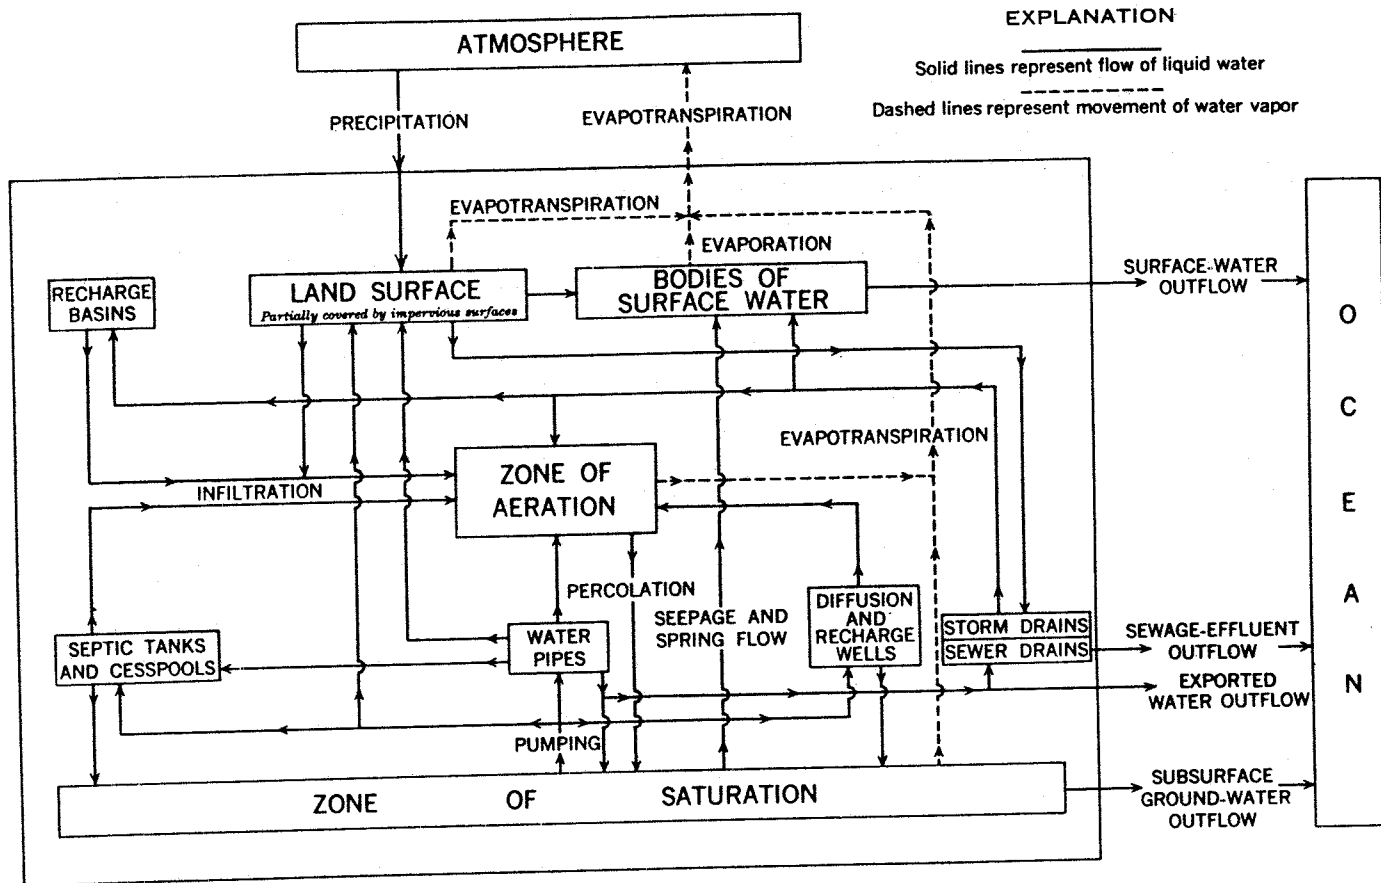 EXPLANATION
Solid lines represent flow of liquid water
Dashed lines represent movement of water vapor
ATMOSPHERE
PRECIPITATION
EVAPOTRANSPIRATION
EVAPOTRANSPIRATION
EVAPORATION
RECHARGE
BASINS
LAND SURFACE
Partially covered by impervious surfaces
BODIES OF
SURFACE WATER
SURFACE-WATER
OUTFLOW
OCEAN
EVAPOTRANSPIRATION
ZONE OF
AERATION
INFILTRATION
PERCOLATION
SEEPAGE AND
SPRING FLOW
DIFFUSION
AND
RECHARGE
WELLS
STORM DRAINS
SEWER DRAINS
SEWAGE-EFFLUENT
OUTFLOW
EXPORTED
WATER OUTFLOW
SEPTIC TANKS
AND CESSPOOLS
WATER
PIPES
PUMPING
ZONE OF SATURATION
SUBSURFACE
GROUND-WATER
OUTFLOW